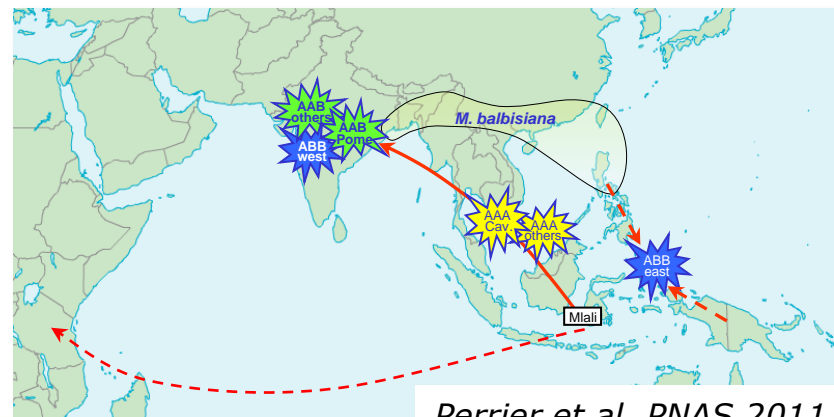 AAB
others
AAB
Pome
ABB
west
M. balbisiana
AAA
Cav.
AAA
others
ABB
east
Mlali
Perrier et al. PNAS 2011